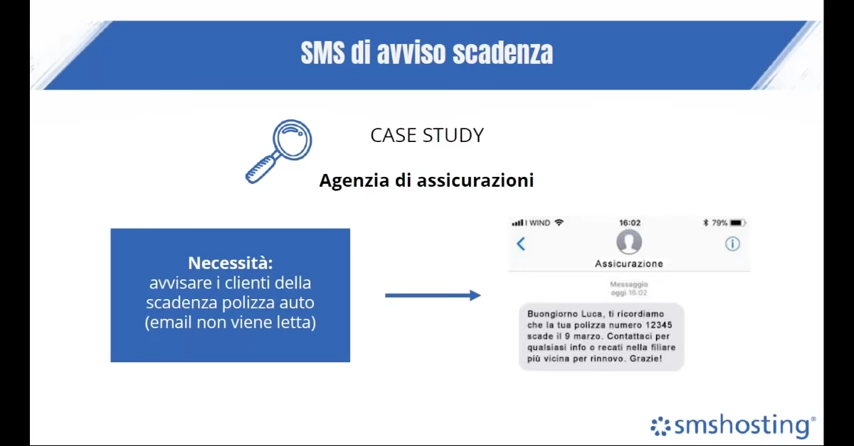 SMS di avviso scadenza
CASE STUDY
Agenzia di assicurazioni
Necessità:
avvisare i clienti della
scadenza polizza auto
(email non viene letta)
I WIND 16:02 79%
Assicurazione
Messaggio
oggi 16:02
Buongiorno Luca, ti ricordiamo
che la tua polizza numero 12345
scade il 9 marzo. Contattaci per
qualsiasi info o recati nella filiare
più vicina per rinnovo. Grazie!
smshosting®